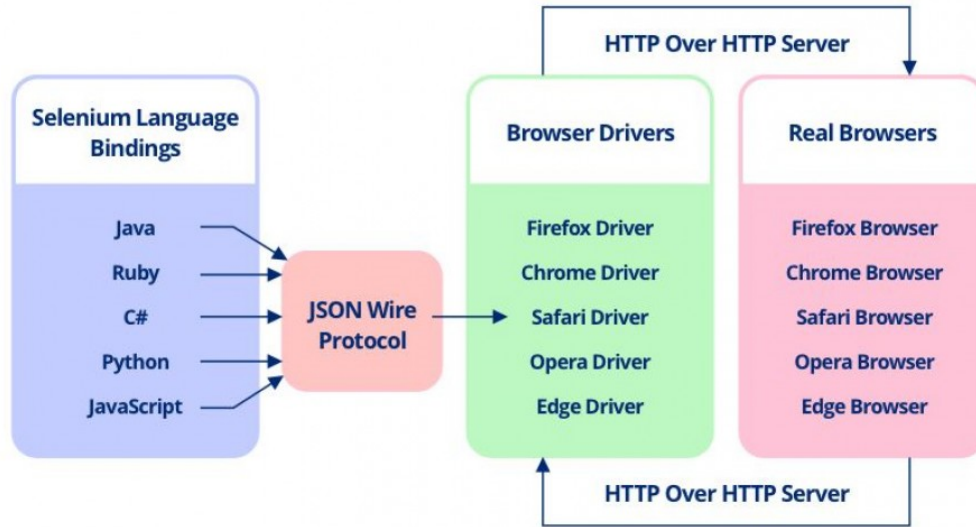 HTTP Over HTTP Server
Selenium Language
Bindings
Java
Ruby
C#
Python
JavaScript
JSON Wire
Protocol
Browser Drivers
Firefox Driver
Chrome Driver
Safari Driver
Opera Driver
Edge Driver
Real Browsers
Firefox Browser
Chrome Browser
Safari Browser
Opera Browser
Edge Browser
HTTP Over HTTP Server